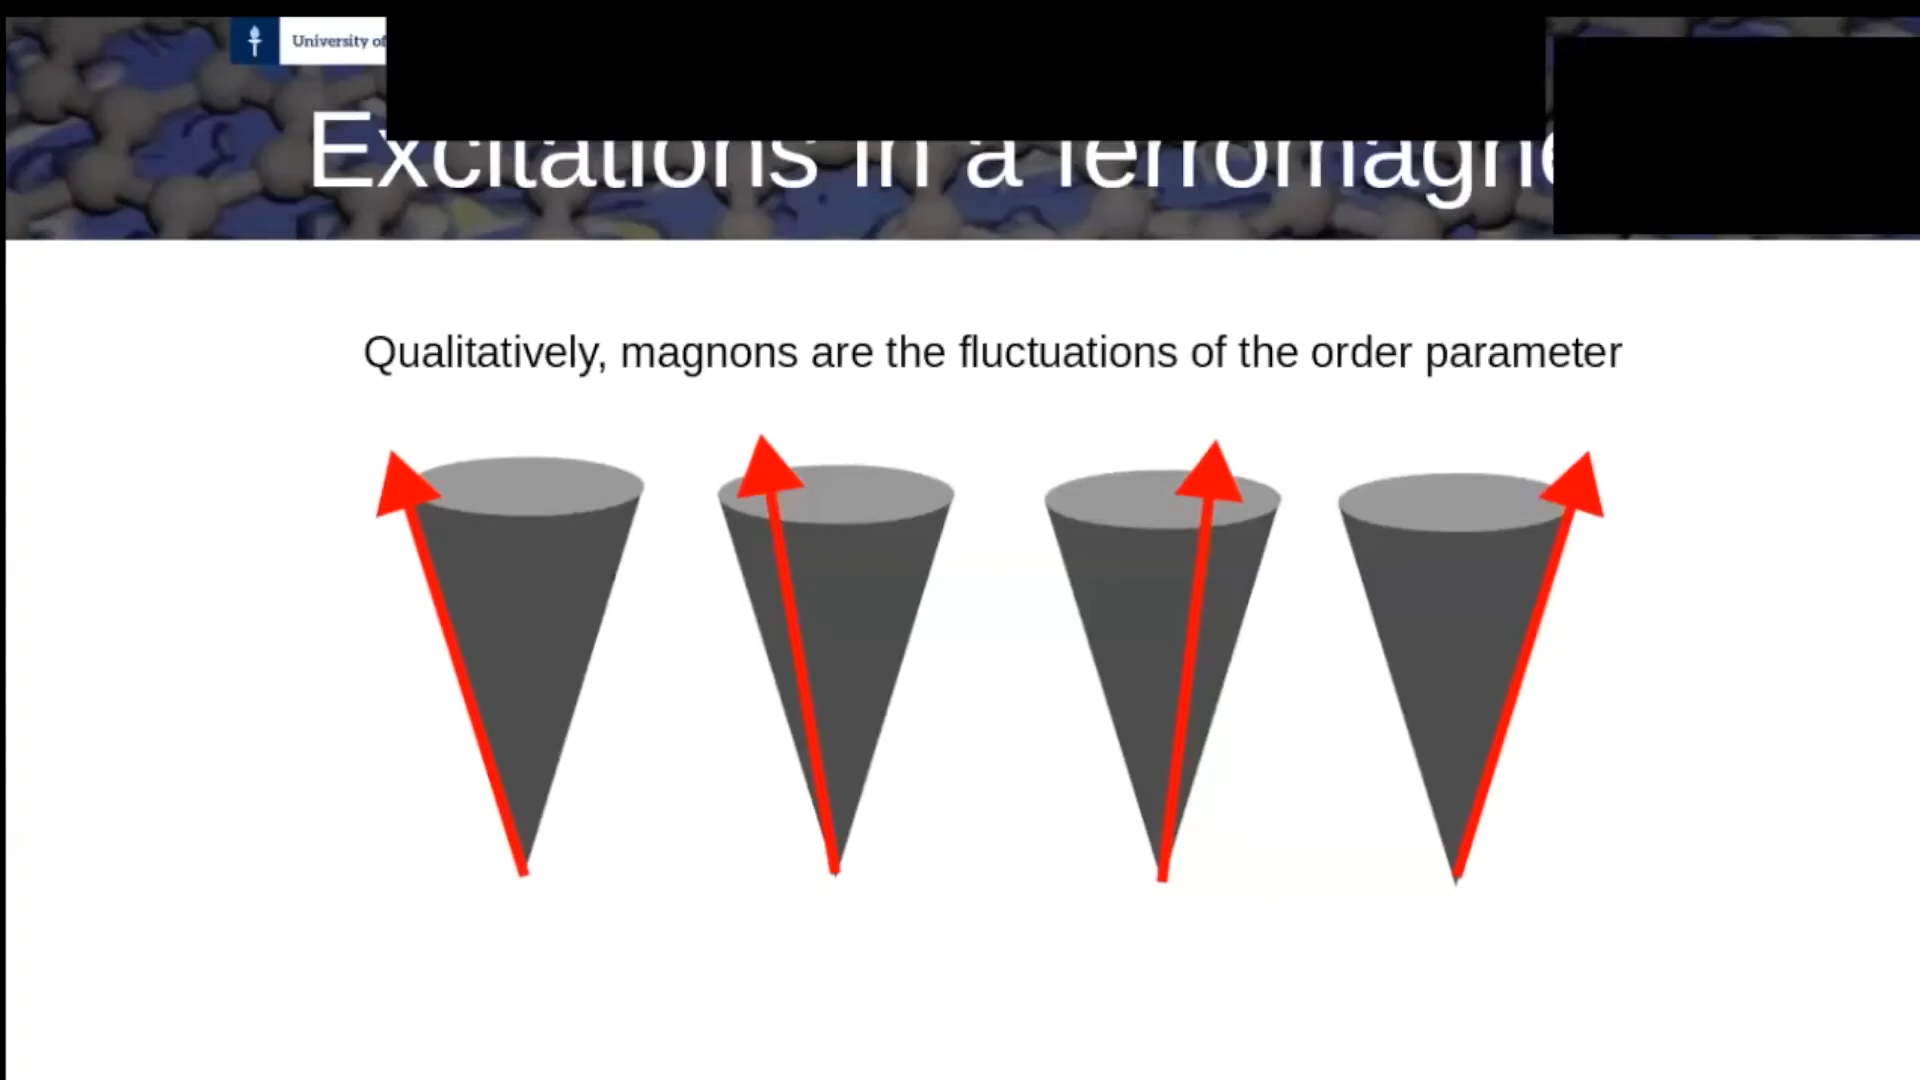 University of
Excitations in a ferromagne
Qualitatively, magnons are the fluctuations of the order parameter